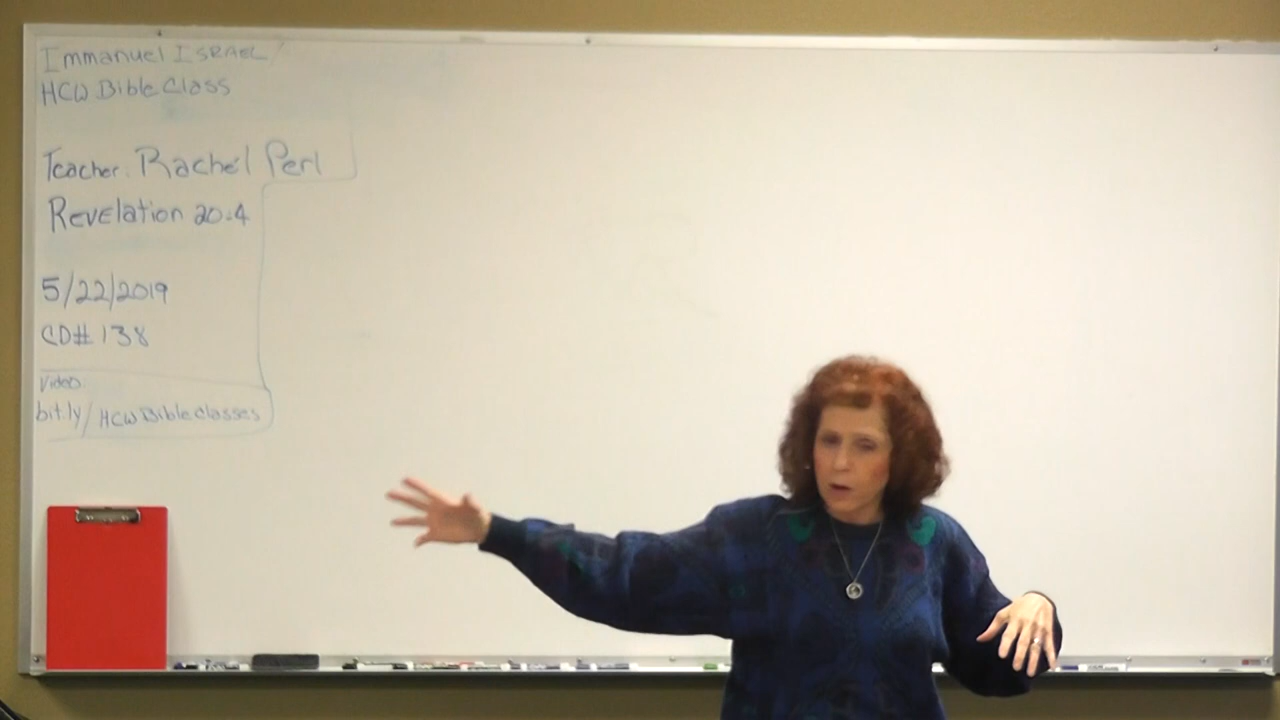 Immanuel ISRAEL
HCW Bible Class
Teacher: Rachel Perl
Revelation 20:4
5/22/2019
CD# 138
Video:
bit.ly/HCWBibleclasses